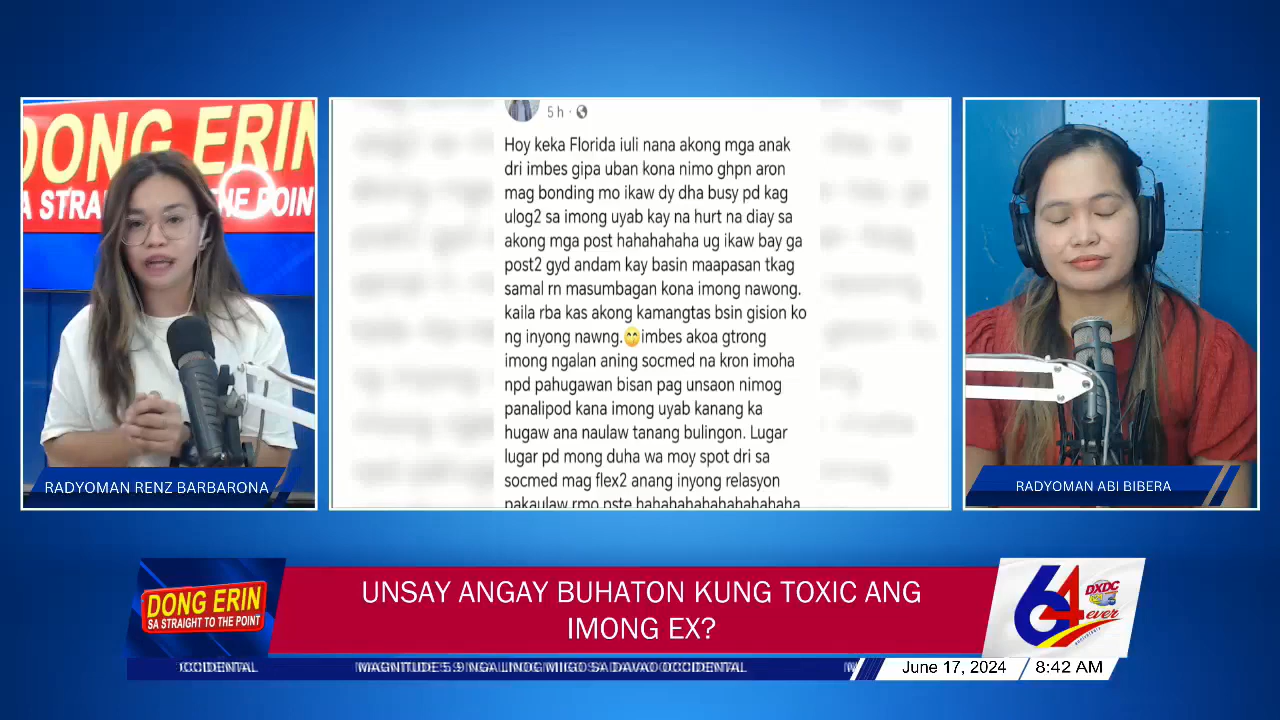 DONG ERIN
SA STRAIGHT TO THE POINT
5 h
Hoy keka Florida iuli nana akong mga anak
dri imbes gipa uban kona nimo ghpn aron
mag bonding mo ikaw dy dha busy pd kag
ulog2 sa imong uyab kay na hurt na diay sa
akong mga post hahahahaha ug ikaw bay ga
post2 gyd andam kay basin maapasan tkag
samal rn masumbagan kona imong nawong.
kaila rba kas akong kamangtas bsin gision ko
ng inyong nawng.😋imbes akoa gtrong
imong ngalan aning socmed na kron imoha
npd pahugawan bisan pag unsaon nimog
panalipod kana imong uyab kanang ka
hugaw ana naulaw tanang bulingon. Lugar
lugar pd mong duha wa moy spot dri sa
socmed mag flex2 anang inyong relasyon
pakaulaw rmo pste hahahahahahahahahaha
RADYOMAN RENZ BARBARONA
RADYOMAN ABI BIBERA
DONG ERIN
SA STRAIGHT TO THE POINT
UNSAY ANGAY BUHATON KUNG TOXIC ANG
IMONG EX?
64
DXDC
ever
CCIDENTAL MAGNITUDE 5.9 NGA LINOG MIIGO SA DAVAO OCCIDENTAL
June 17, 2024 8:42 AM